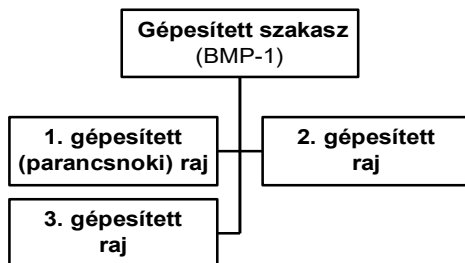 Gépesített szakasz
(BMP-1)
1. gépesített
(parancsnoki) raj
2. gépesített
raj
3. gépesített
raj